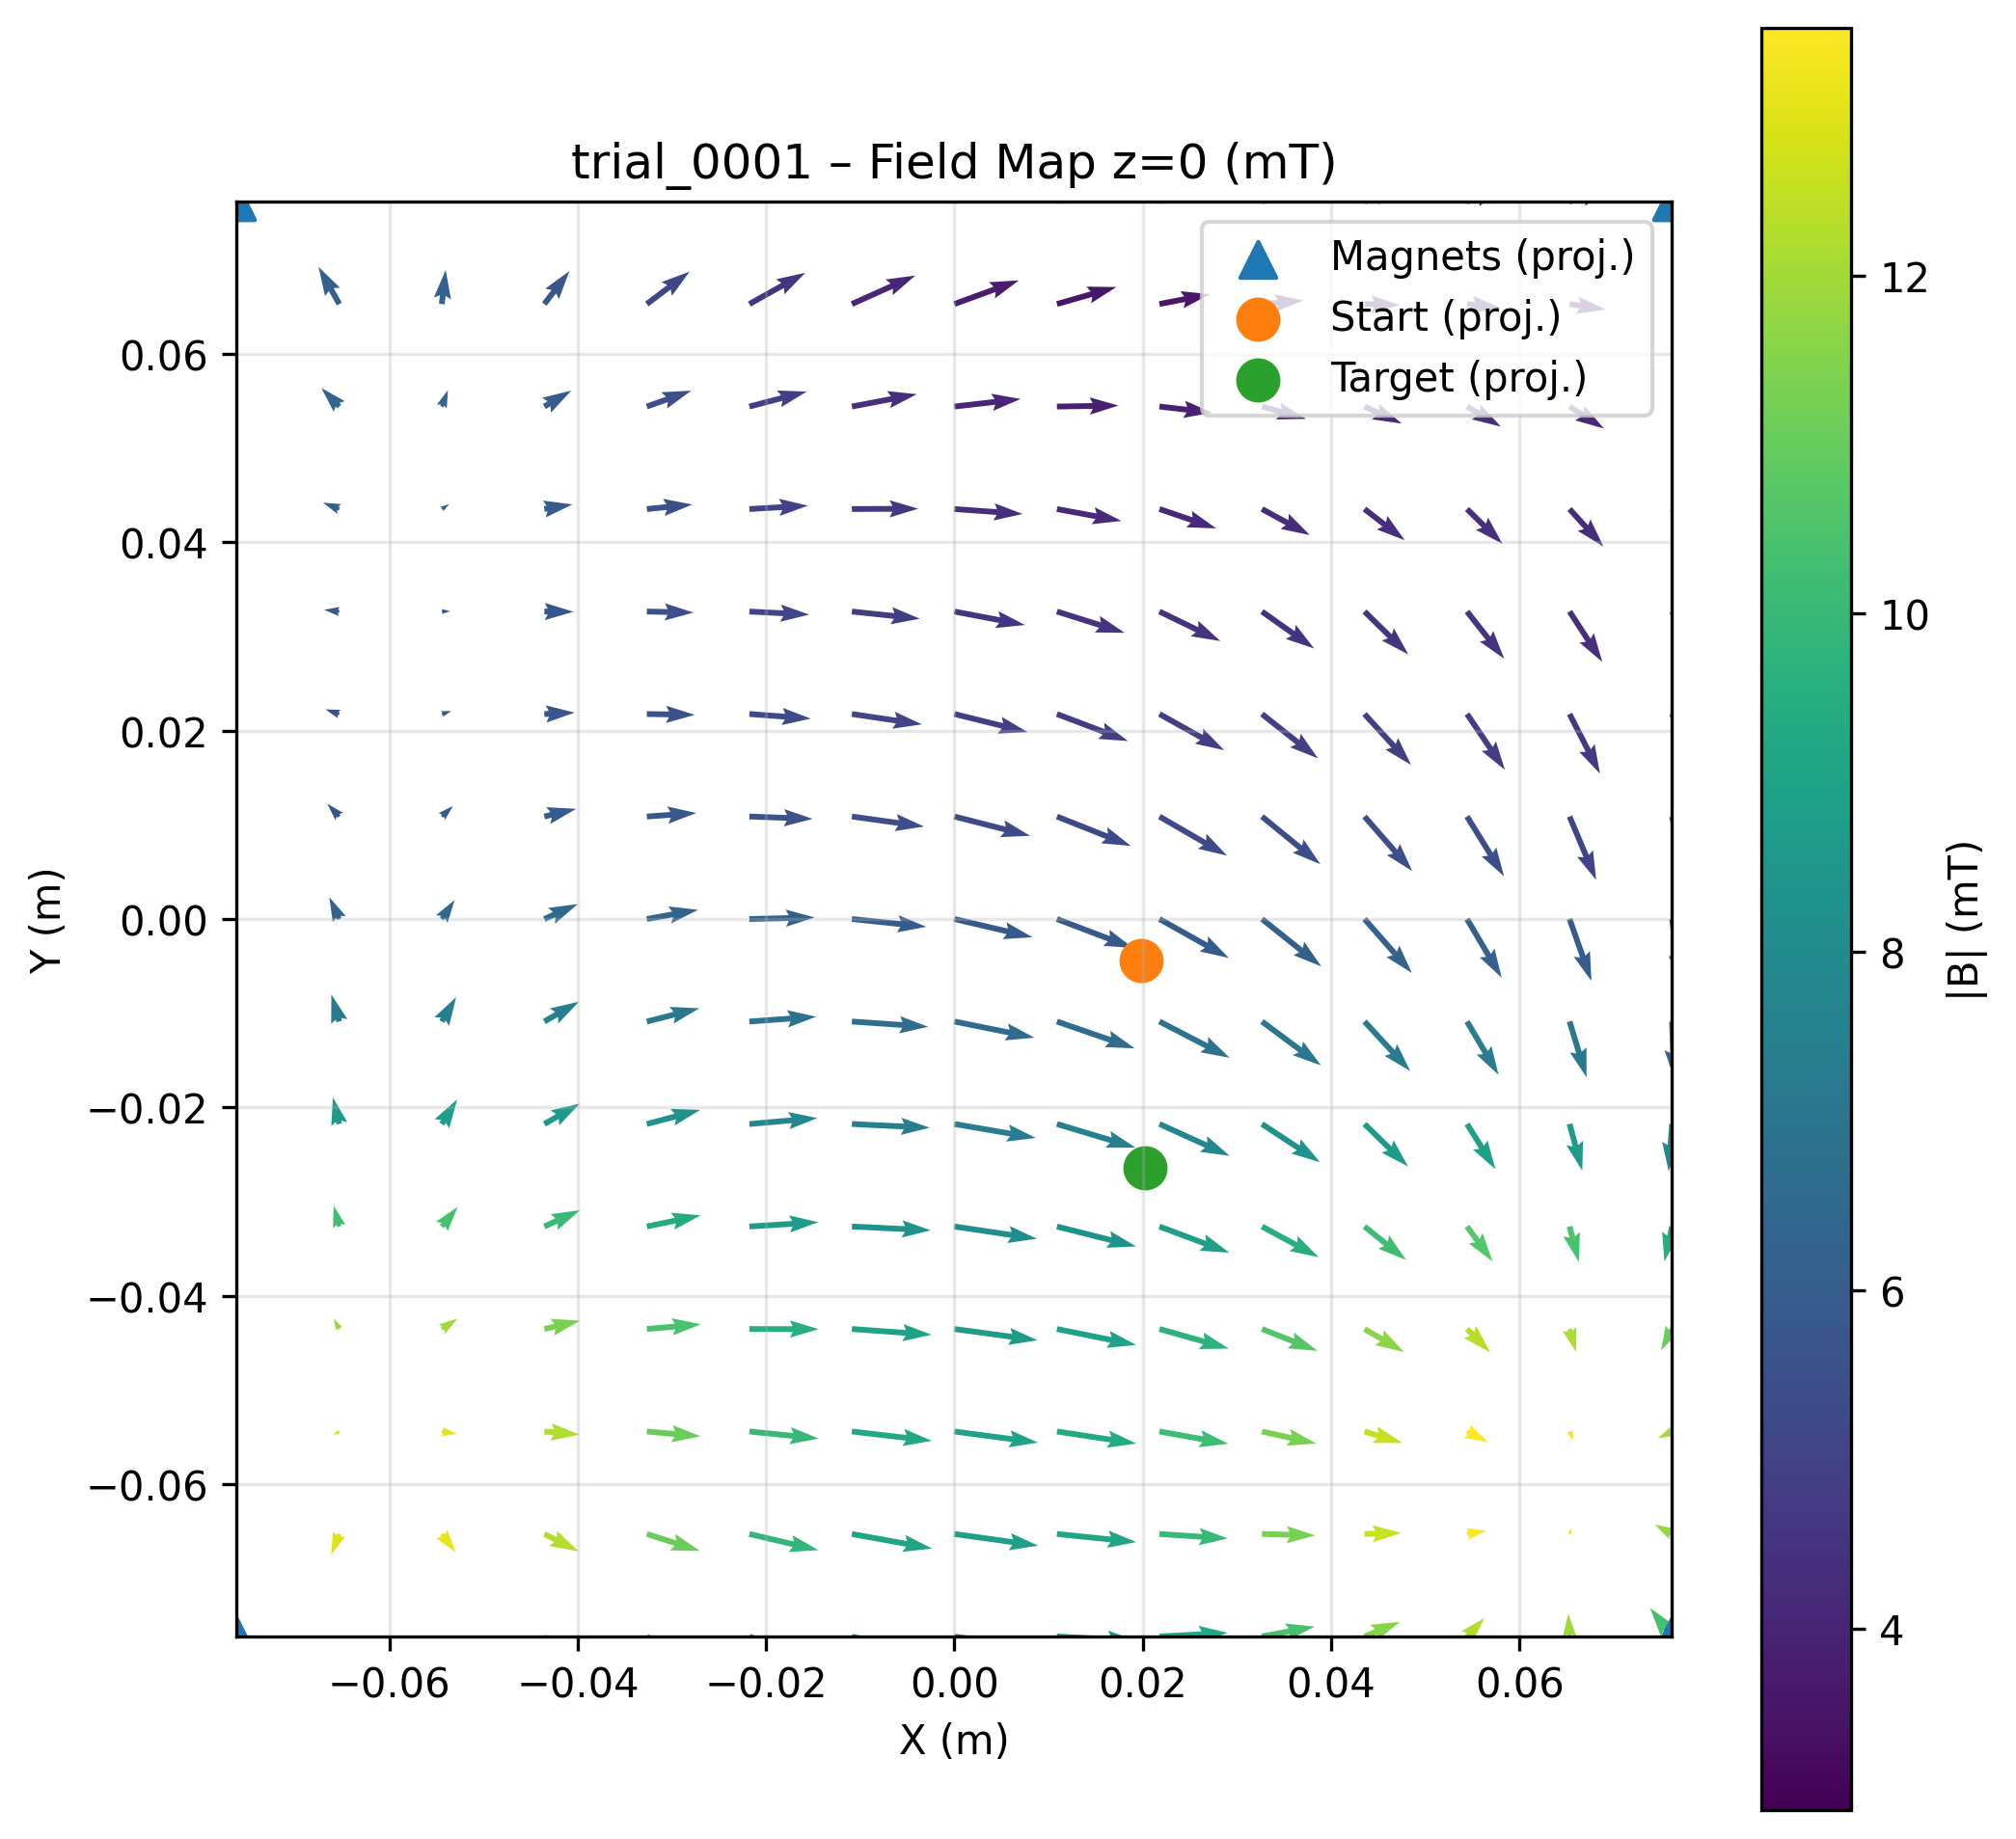 trial_0001 – Field Map z=0 (mT)
Magnets (proj.)
Start (proj.)
Target (proj.)
0.06
0.04
0.02
0.00
−0.02
−0.04
−0.06
Y (m)
−0.06 −0.04 −0.02 0.00 0.02 0.04 0.06
X (m)
12
10
8
6
4
|B| (mT)